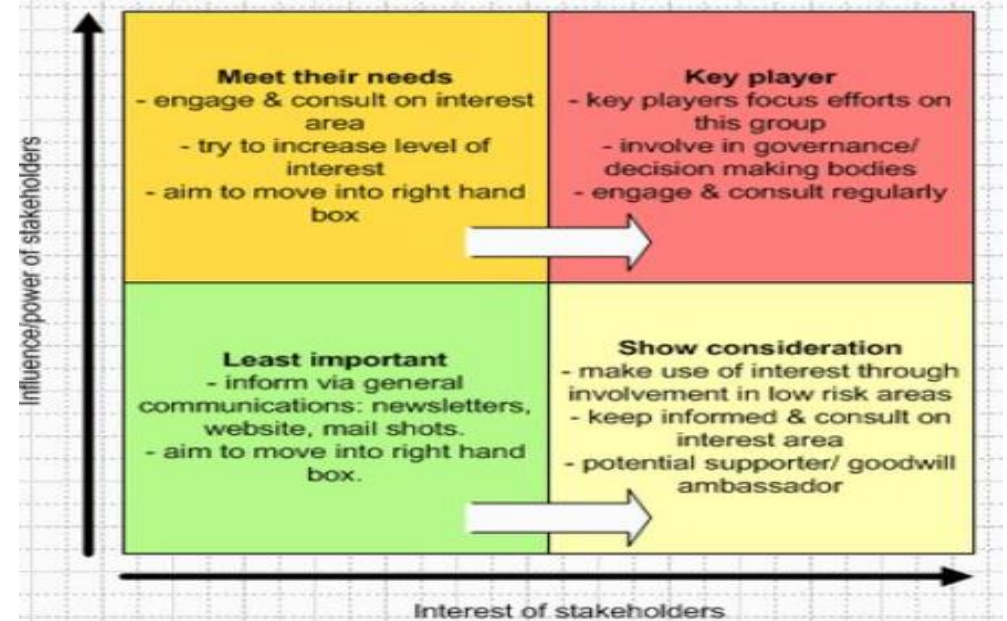 Influence/power of stakeholders
Meet their needs
- engage & consult on interest
area
- try to increase level of
interest
- aim to move into right hand
box
Key player
- key players focus efforts on
this group
- involve in governance/
decision making bodies
- engage & consult regularly
Least important
- inform via general
communications: newsletters,
website, mail shots.
- aim to move into right hand
box.
Show consideration
- make use of interest through
involvement in low risk areas
- keep informed & consult on
interest area
- potential supporter/ goodwill
ambassador
Interest of stakeholders